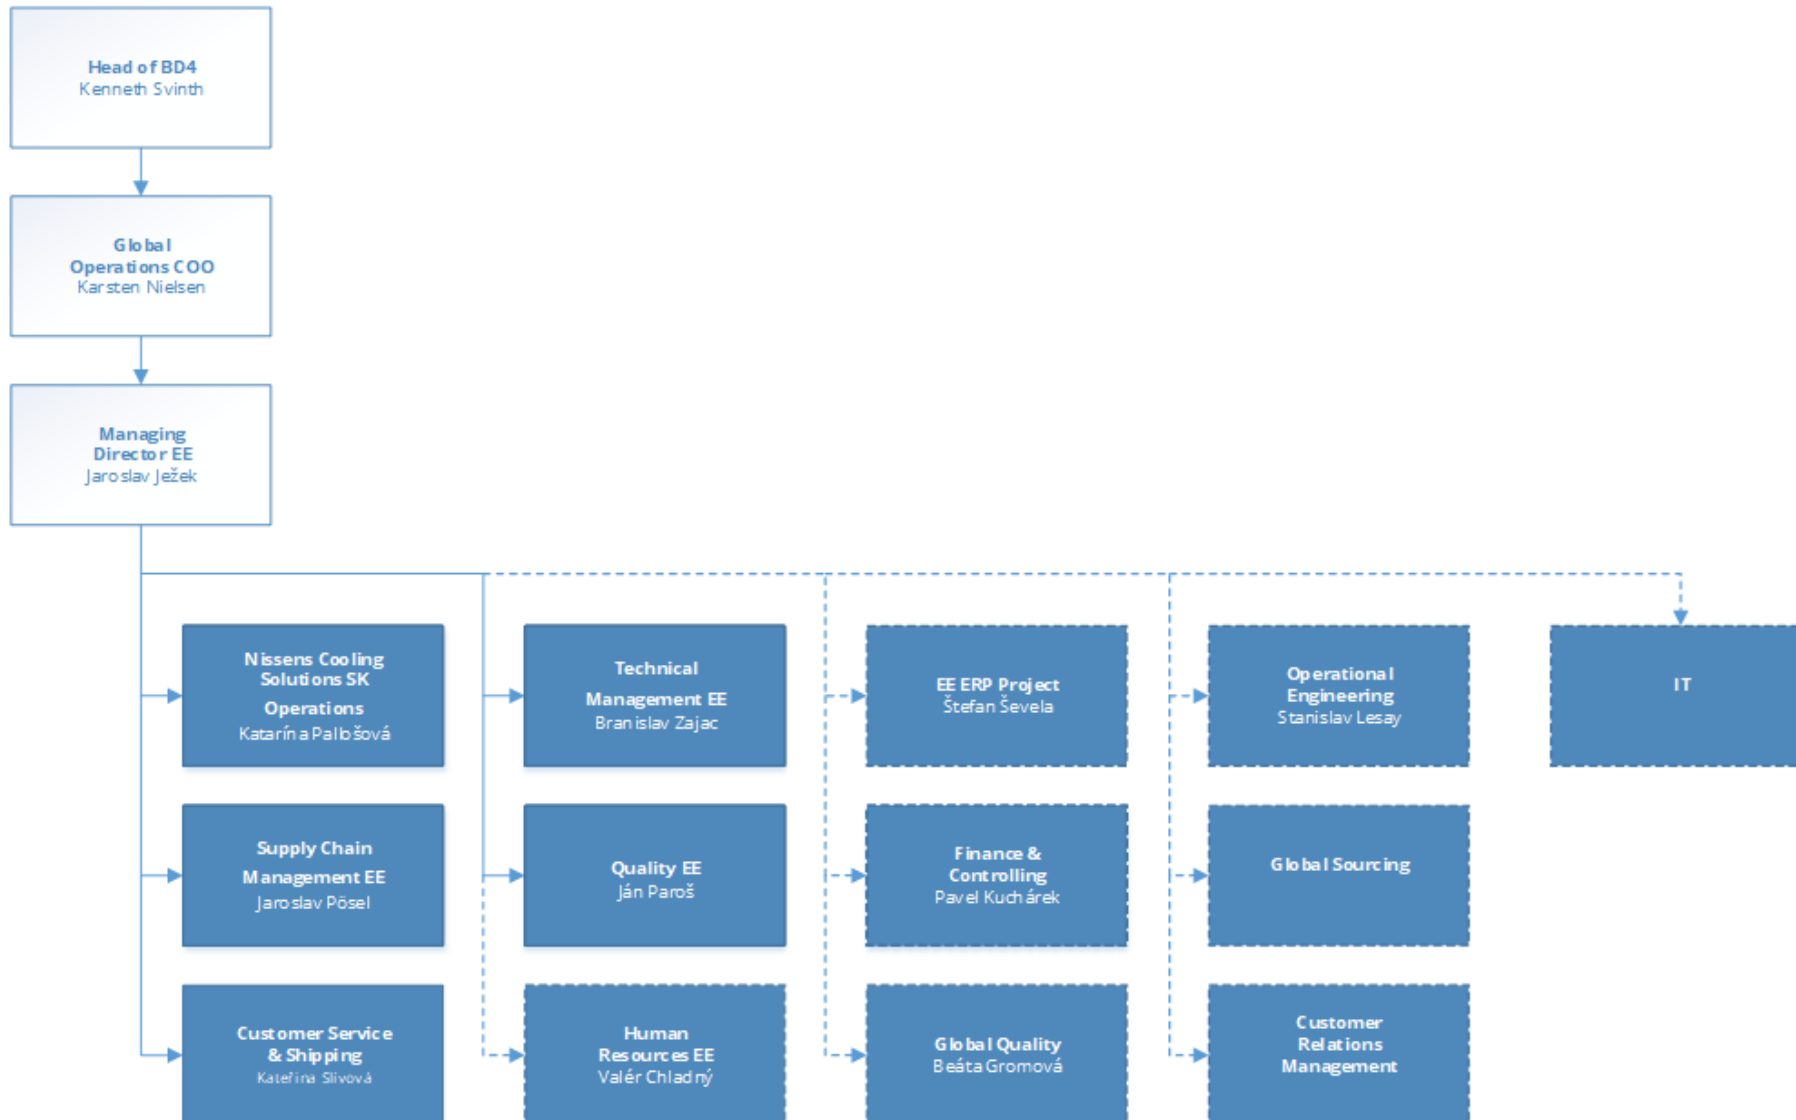 Head of BD4
Kenneth Svinth
Global
Operations COO
Karsten Nielsen
Managing
Director EE
Jaroslav Ježek
Nissens Cooling
Solutions SK
Operations
Katarína Pallošová
Technical
Management EE
Branislav Zajac
EE ERP Project
Štefan Ševela
Operational
Engineering
Stanislav Lesay
IT
Supply Chain
Management EE
Jaroslav Pösel
Quality EE
Ján Paroš
Finance &
Controlling
Pavel Kuchárek
Global Sourcing
Customer Service
& Shipping
Kateřina Slívová
Human
Resources EE
Valér Chladný
Global Quality
Beáta Gromová
Customer
Relations
Management